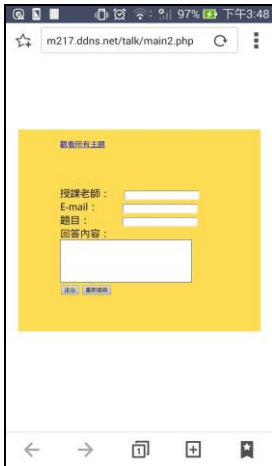 97% 下午3:48
m217.ddns.net/talk/main2.php
觀看所有主題
授課老師：
E-mail：
題目：
回答內容：
送出 重新填寫
1